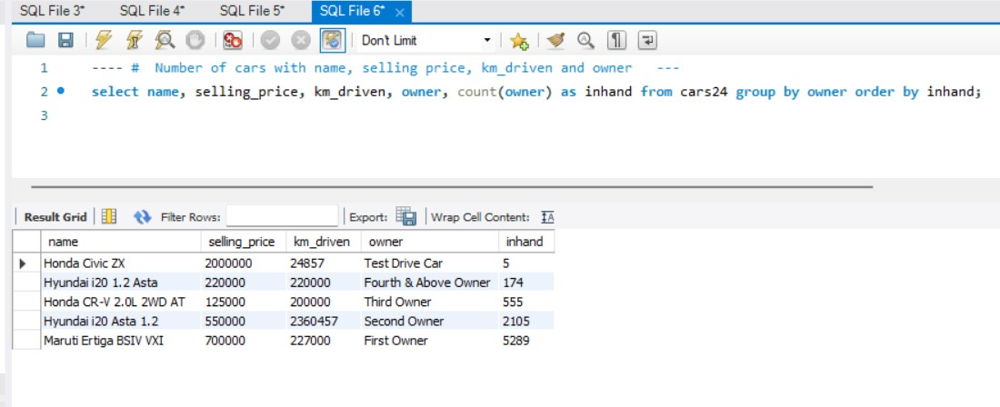 SQL File 3* SQL File 4* SQL File 5* SQL File 6* ×
Don't Limit
1 ---- # Number of cars with name, selling price, km_driven and owner ---
2 select name, selling_price, km_driven, owner, count(owner) as inhand from cars24 group by owner order by inhand;
3
Result Grid Filter Rows: Export: Wrap Cell Content: IA
name selling_price km_driven owner inhand
Honda Civic ZX 2000000 24857 Test Drive Car 5
Hyundai i20 1.2 Asta 220000 220000 Fourth & Above Owner 174
Honda CR-V 2.0L 2WD AT 125000 200000 Third Owner 555
Hyundai i20 Asta 1.2 550000 2360457 Second Owner 2105
Maruti Ertiga BSIV VXI 700000 227000 First Owner 5289